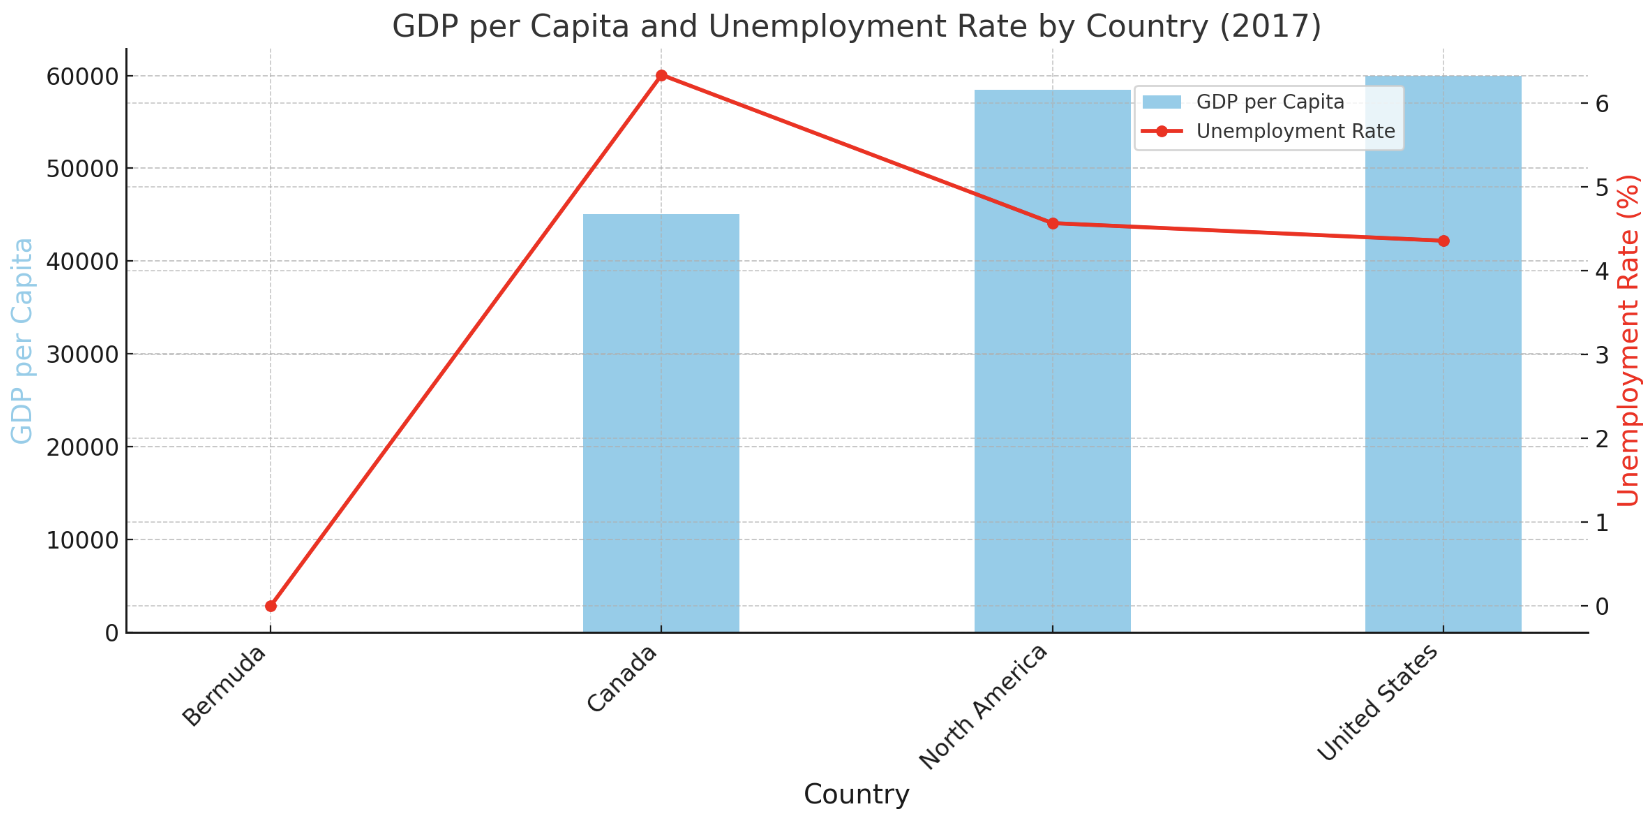 GDP per Capita and Unemployment Rate by Country (2017)
GDP per Capita
60000
50000
40000
30000
20000
10000
0
GDP per Capita
Unemployment Rate
6
5
4
3
2
1
0
Unemployment Rate (%)
Bermuda
Canada
North America
United States
Country